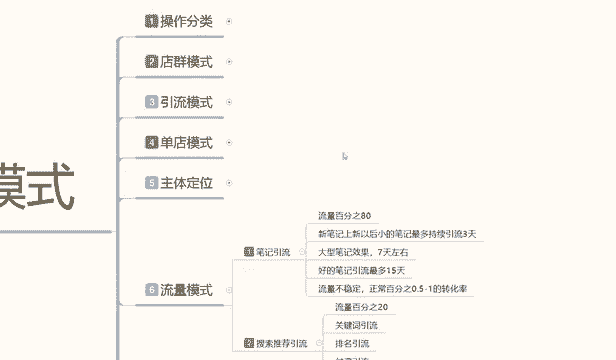 1 操作分类
2 店群模式
3 引流模式
4 单店模式
模式
5 主体定位
6 流量模式
1 笔记引流
流量百分之80
新笔记上新以后小的笔记最多持续引流3天
大型笔记效果，7天左右
好的笔记引流最多15天
流量不稳定，正常百分之0.5-1的转化率
2 搜素推荐引流
流量百分之20
关键词引流
排名引流